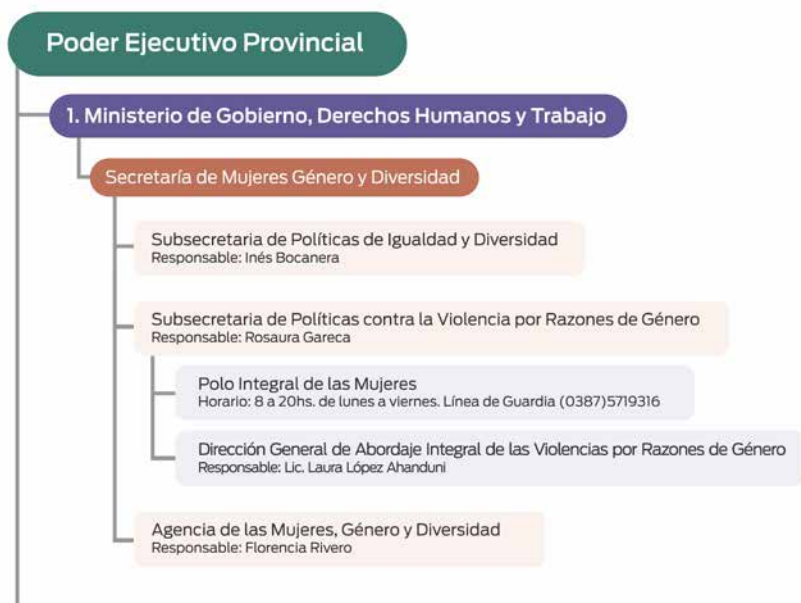 Poder Ejecutivo Provincial
1. Ministerio de Gobierno, Derechos Humanos y Trabajo
Secretaría de Mujeres Género y Diversidad
Subsecretaria de Políticas de Igualdad y Diversidad
Responsable: Inés Bocanera
Subsecretaria de Políticas contra la Violencia por Razones de Género
Responsable: Rosaura Gareca
Polo Integral de las Mujeres
Horario: 8 a 20hs. de lunes a viernes. Línea de Guardia (0387)5719316
Dirección General de Abordaje Integral de las Violencias por Razones de Género
Responsable: Lic. Laura López Ahanduni
Agencia de las Mujeres, Género y Diversidad
Responsable: Florencia Rivero